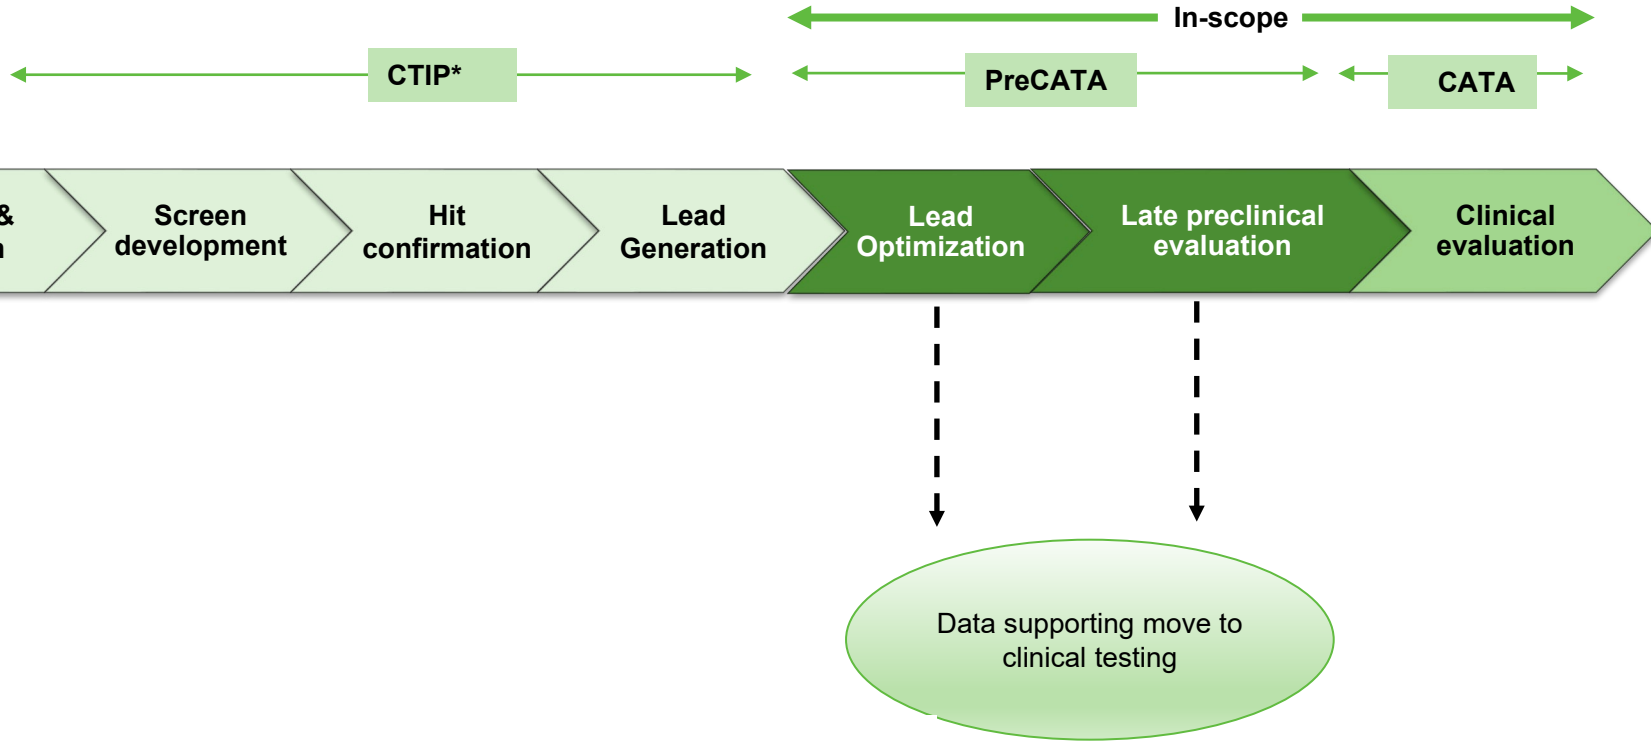 In-scope
CTIP*
PreCATA
CATA
&
n
Screen
development
Hit
confirmation
Lead
Generation
Lead
Optimization
Late preclinical
evaluation
Clinical
evaluation
Data supporting move to
clinical testing